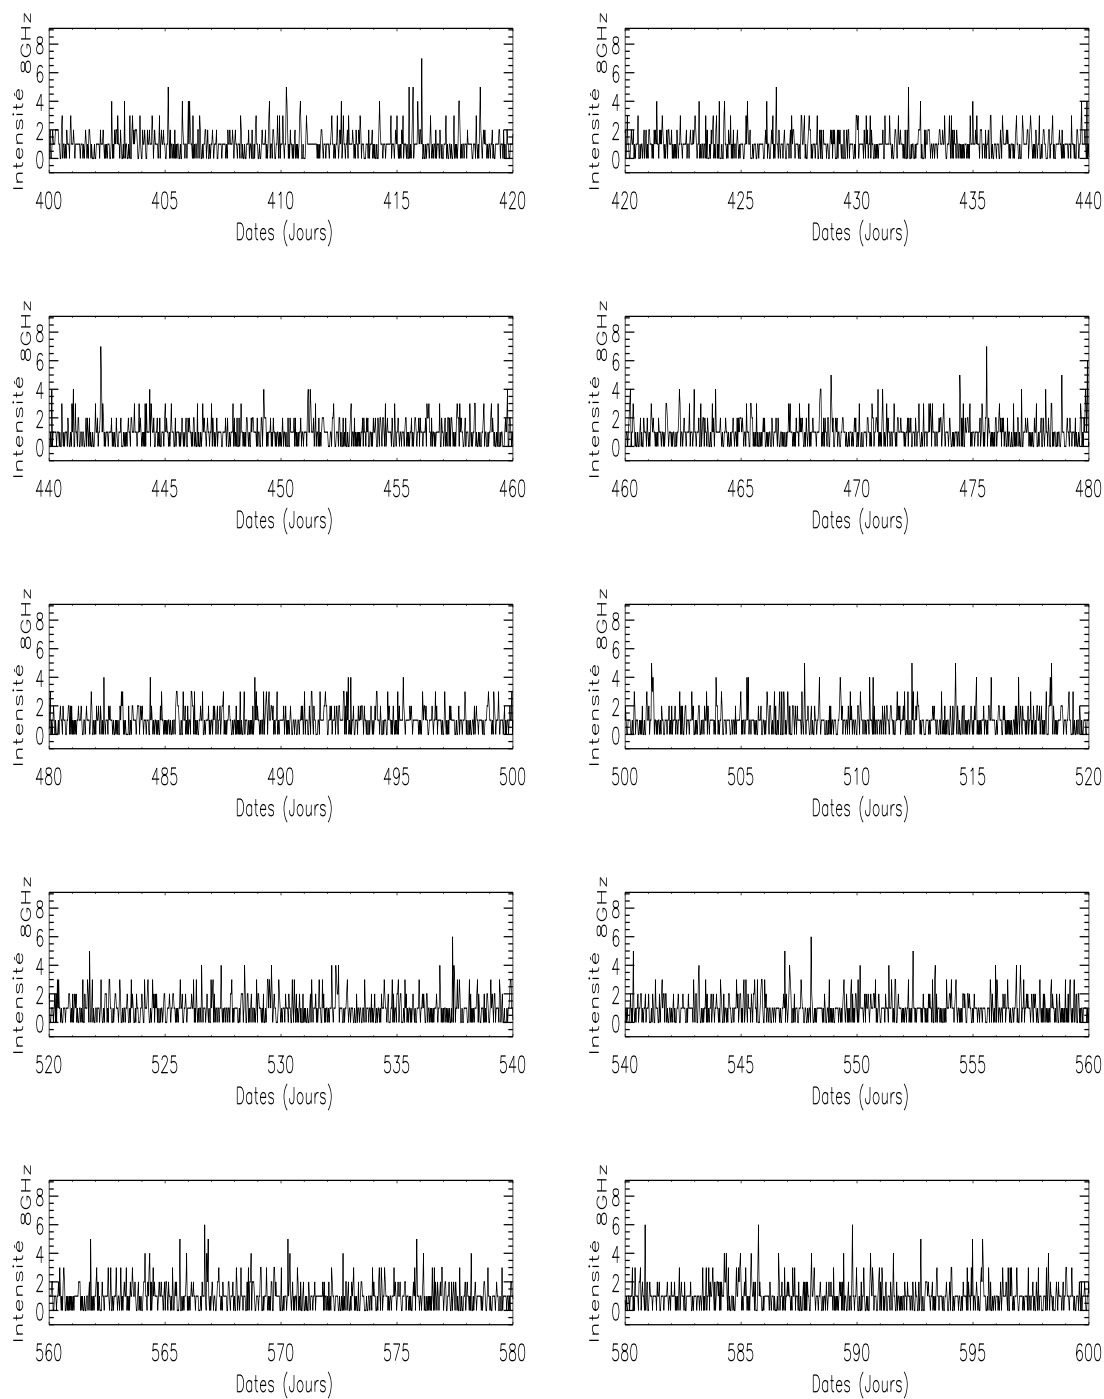 Intensité 8GHz
8
6
4
2
0
400 405 410 415 420
Dates (Jours)
Intensité 8GHz
8
6
4
2
0
420 425 430 435 440
Dates (Jours)
Intensité 8GHz
8
6
4
2
0
440 445 450 455 460
Dates (Jours)
Intensité 8GHz
8
6
4
2
0
460 465 470 475 480
Dates (Jours)
Intensité 8GHz
8
6
4
2
0
480 485 490 495 500
Dates (Jours)
Intensité 8GHz
8
6
4
2
0
500 505 510 515 520
Dates (Jours)
Intensité 8GHz
8
6
4
2
0
520 525 530 535 540
Dates (Jours)
Intensité 8GHz
8
6
4
2
0
540 545 550 555 560
Dates (Jours)
Intensité 8GHz
8
6
4
2
0
560 565 570 575 580
Dates (Jours)
Intensité 8GHz
8
6
4
2
0
580 585 590 595 600
Dates (Jours)